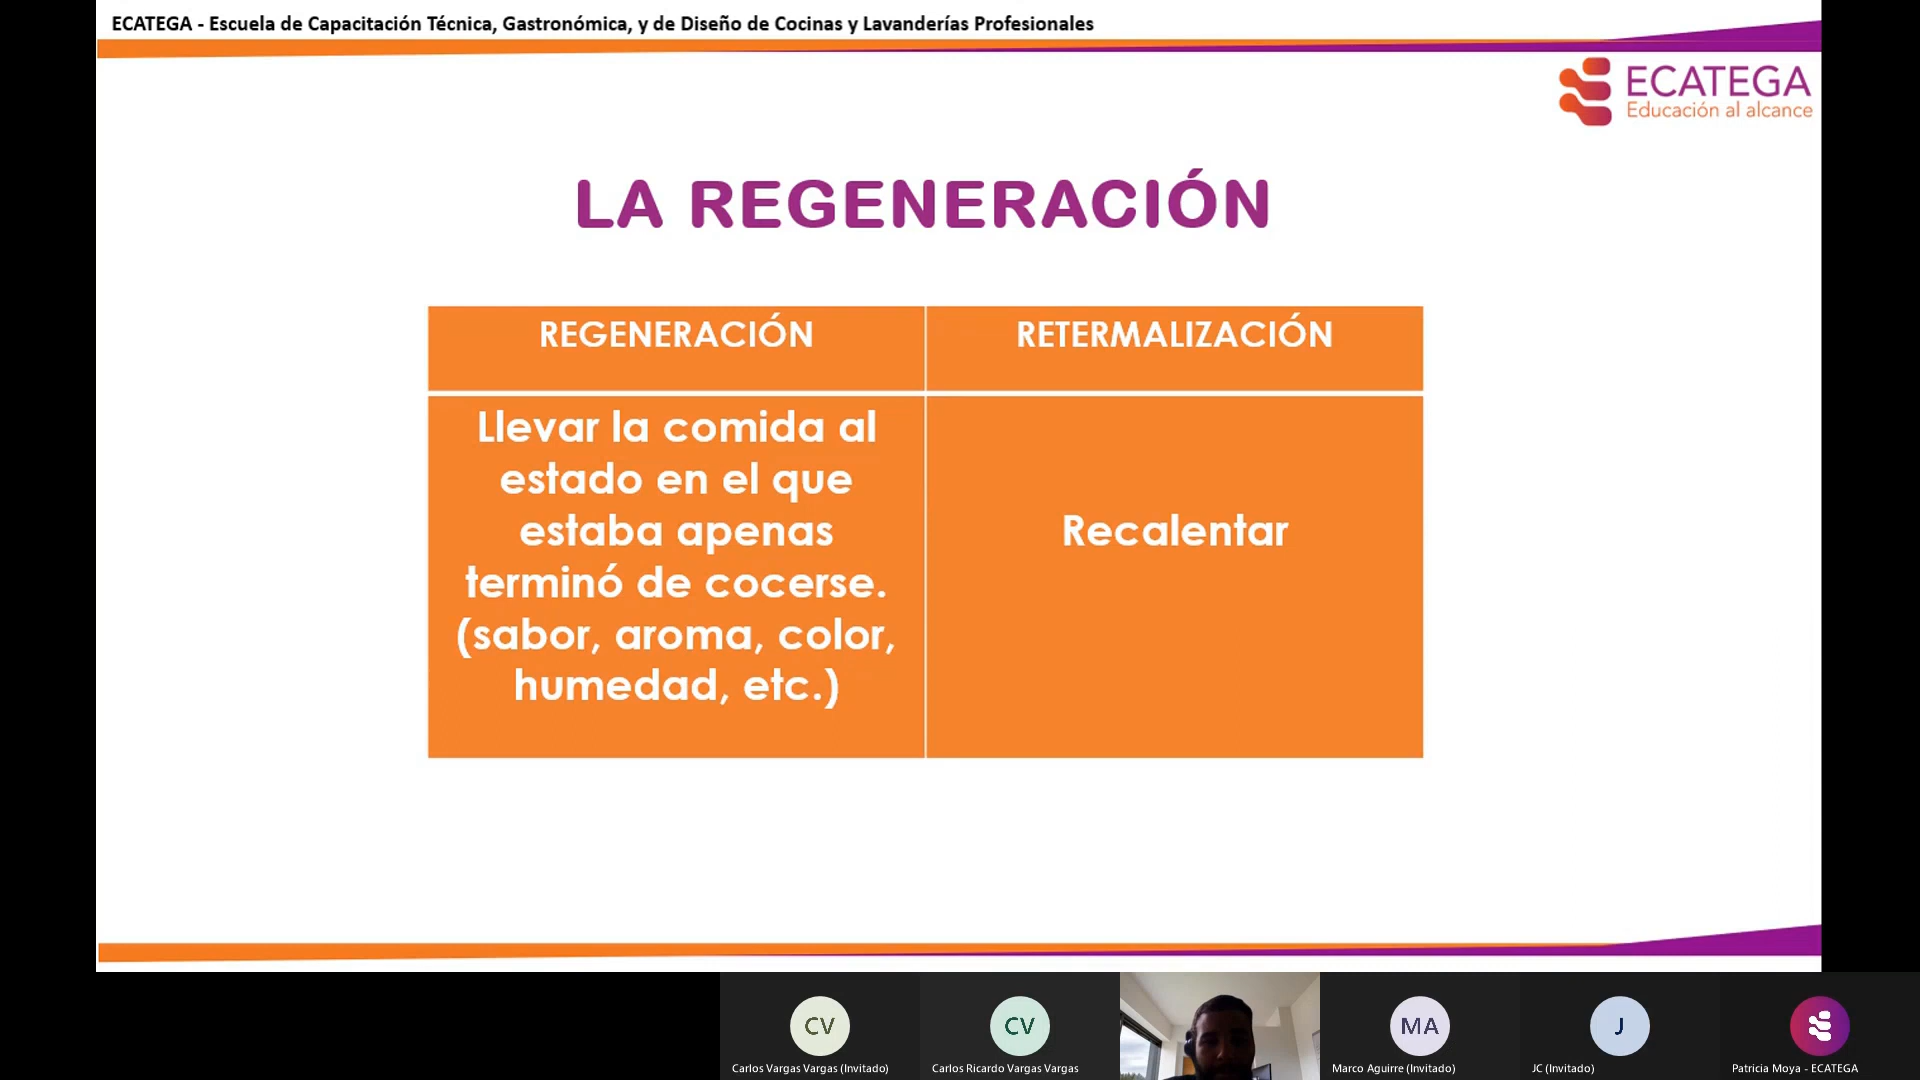 ECATEGA - Escuela de Capacitación Técnica, Gastronómica, y de Diseño de Cocinas y Lavanderías Profesionales
ECATEGA
Educación al alcance
LA REGENERACIÓN
REGENERACIÓN
RETERMALIZACIÓN
Llevar la comida al
estado en el que
estaba apenas
terminó de cocerse.
(sabor, aroma, color,
humedad, etc.)
Recalentar
CV
CV
MA
J
Carlos Vargas Vargas (Invitado)
Carlos Ricardo Vargas Vargas
Marco Aguirre (Invitado)
JC (Invitado)
Patricia Moya - ECATEGA